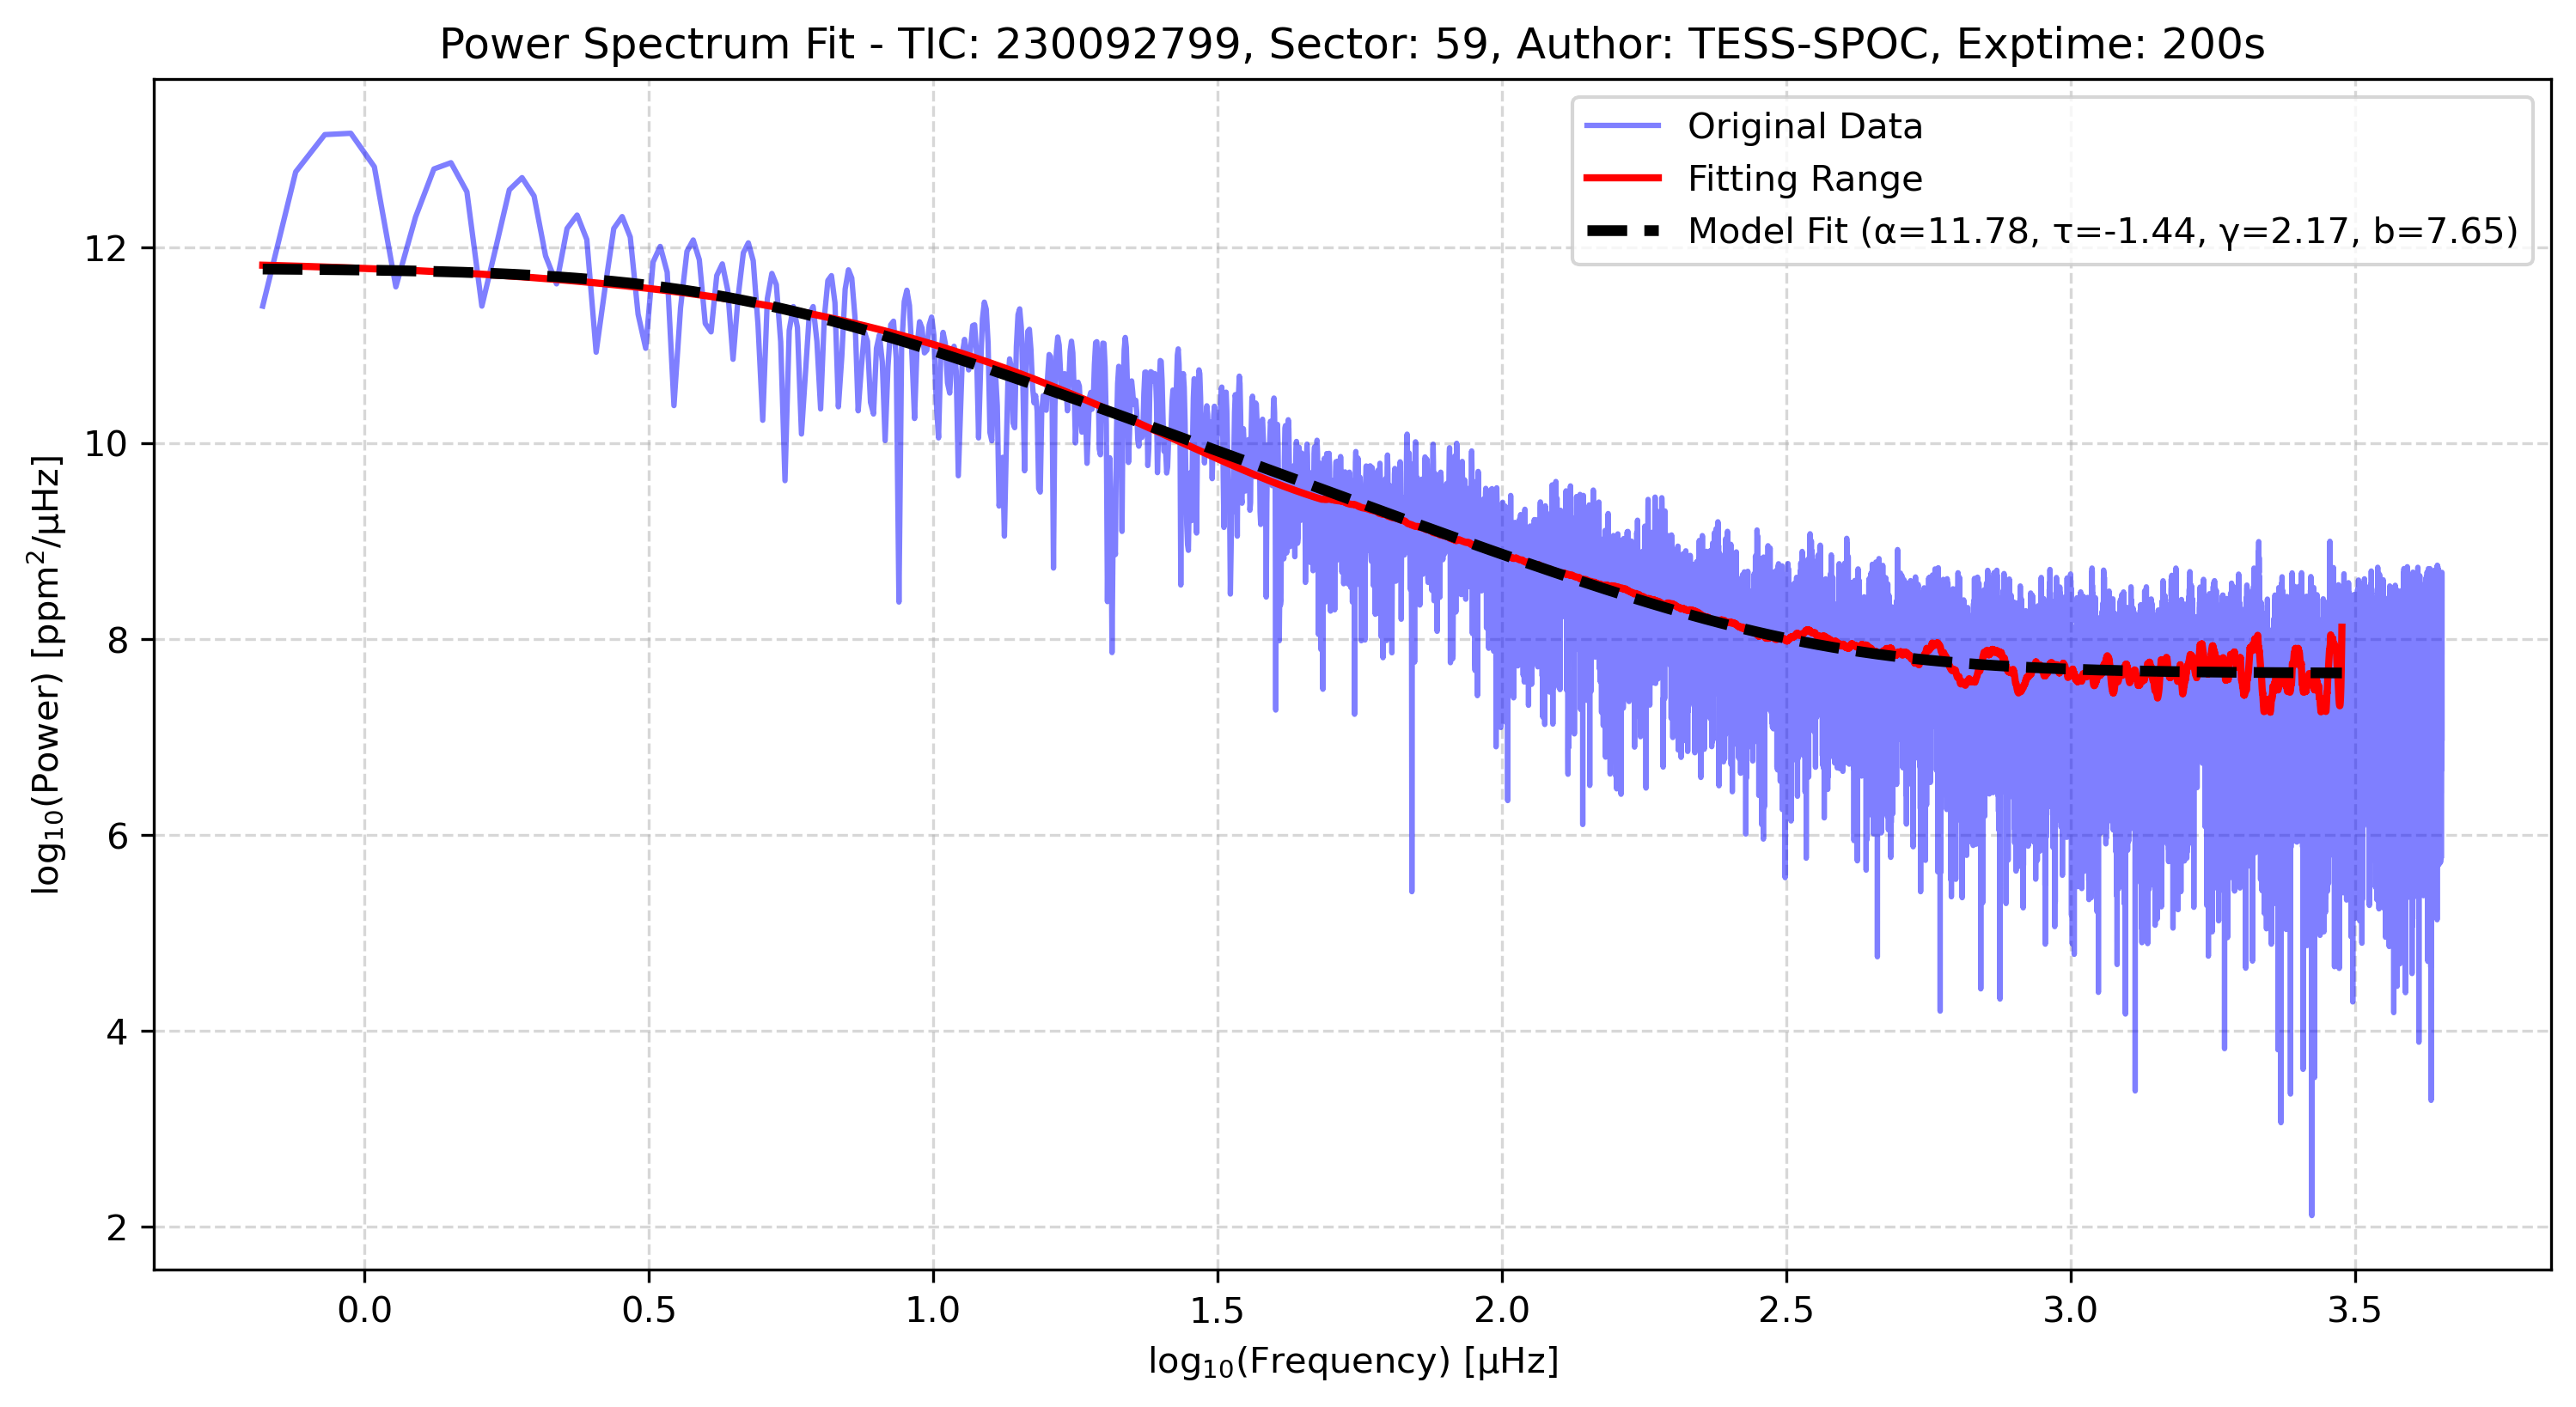 Power Spectrum Fit - TIC: 230092799, Sector: 59, Author: TESS-SPOC, Exptime: 200s
Original Data
Fitting Range
Model Fit (α=11.78, τ=-1.44, γ=2.17, b=7.65)
log₁₀(Power) [ppm²/μHz]
12
10
8
6
4
2
0.0 0.5 1.0 1.5 2.0 2.5 3.0 3.5
log₁₀(Frequency) [μHz]